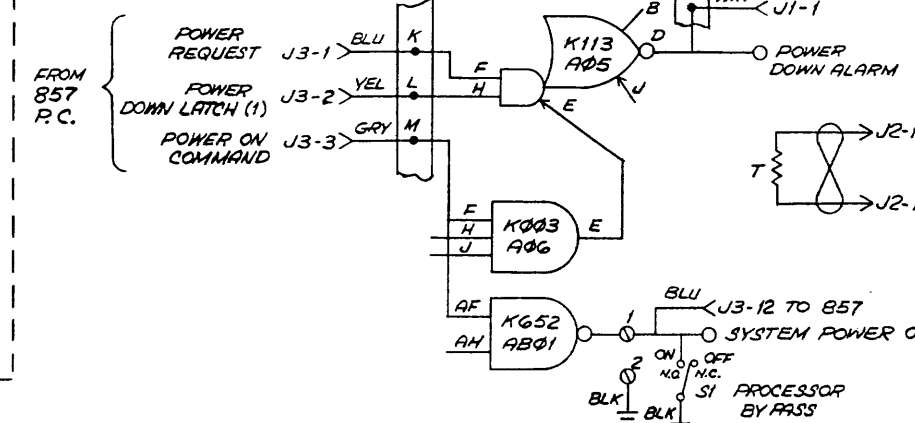 J1-1
POWER
REQUEST
J3-1
BLU
K
FROM
857
P.C.
POWER
DOWN LATCH (1)
J3-2
YEL
L
POWER ON
COMMAND
J3-3
GRY
M
F
H
E
K113
AØ5
B
D
J
POWER
DOWN ALARM
T
J2-
J2-
F
H
J
KØØ3
AØ6
E
AF
AH
K652
ABØ1
1
BLU
J3-12 TO 857
SYSTEM POWER
2
BLK
ON
N.O.
OFF
N.C.
S1
BLK
PROCESSOR
BY PASS